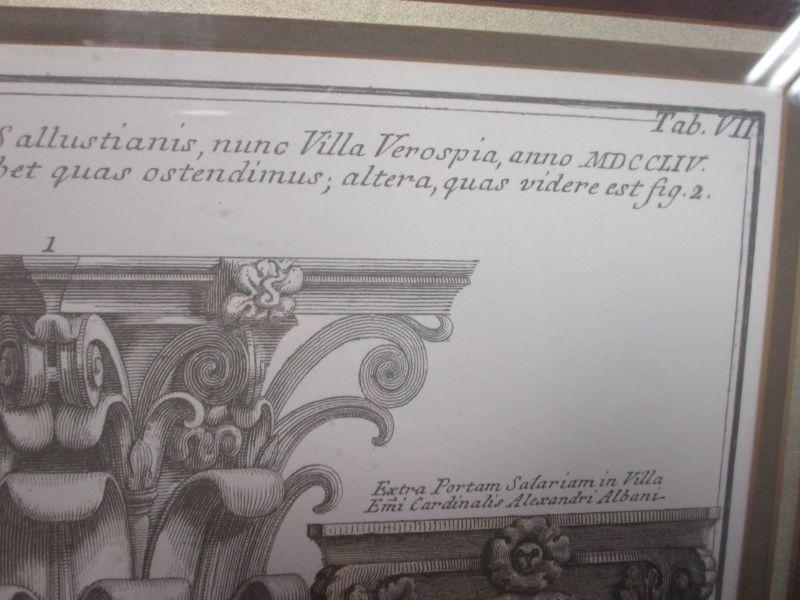 Tab. VII
Sallustianis, nunc Villa Verospia, anno MDCCLIV.
bet quas ostendimus; altera, quas videre est fig. 2.
1
Extra Portam Salariam in Villa
Emi Cardinalis Alexandri Albani